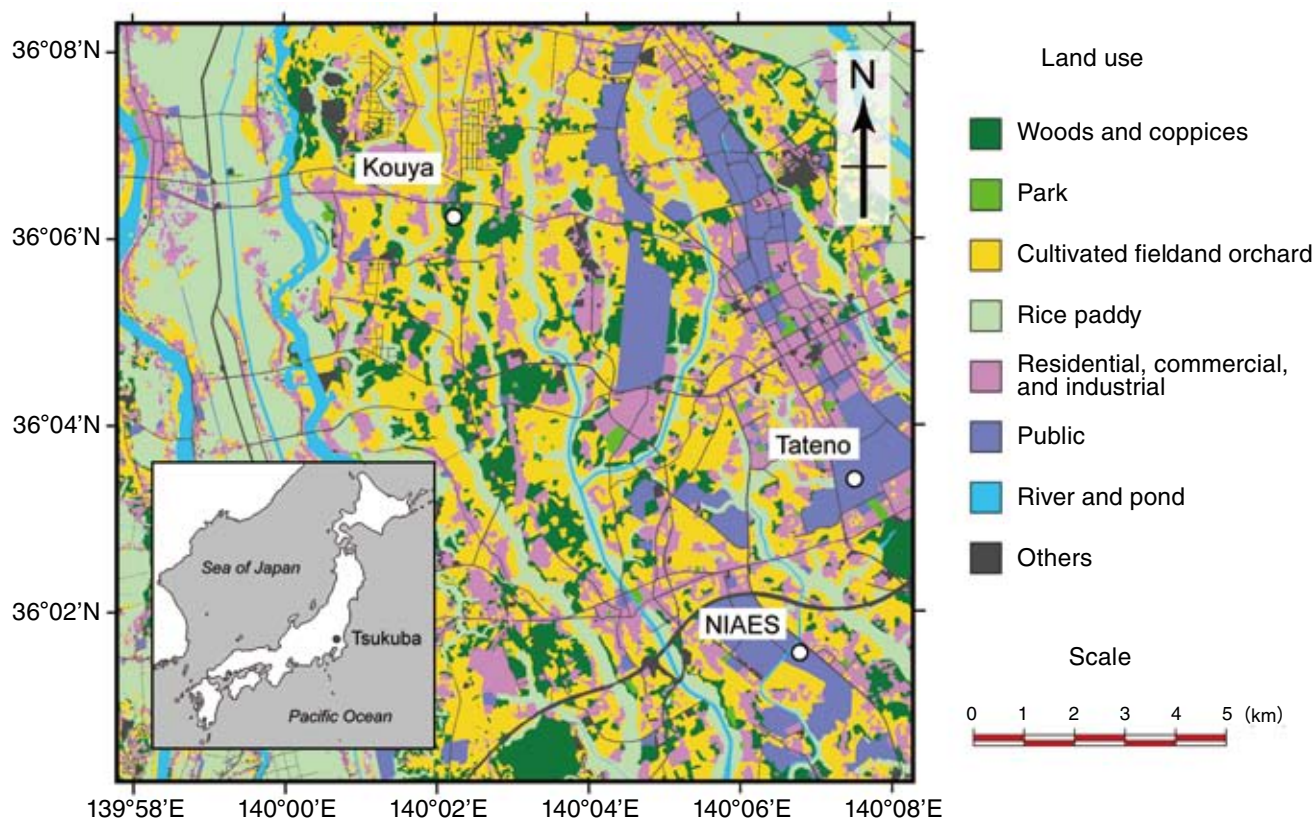 36°08'N
36°06'N
36°04'N
36°02'N
139°58'E
140°00'E
140°02'E
140°04'E
140°06'E
140°08'E
N
Kouya
Tateno
NIAES
Sea of Japan
Tsukuba
Pacific Ocean
Land use
Woods and coppices
Park
Cultivated fieldand orchard
Rice paddy
Residential, commercial,
and industrial
Public
River and pond
Others
Scale
0 1 2 3 4 5 (km)